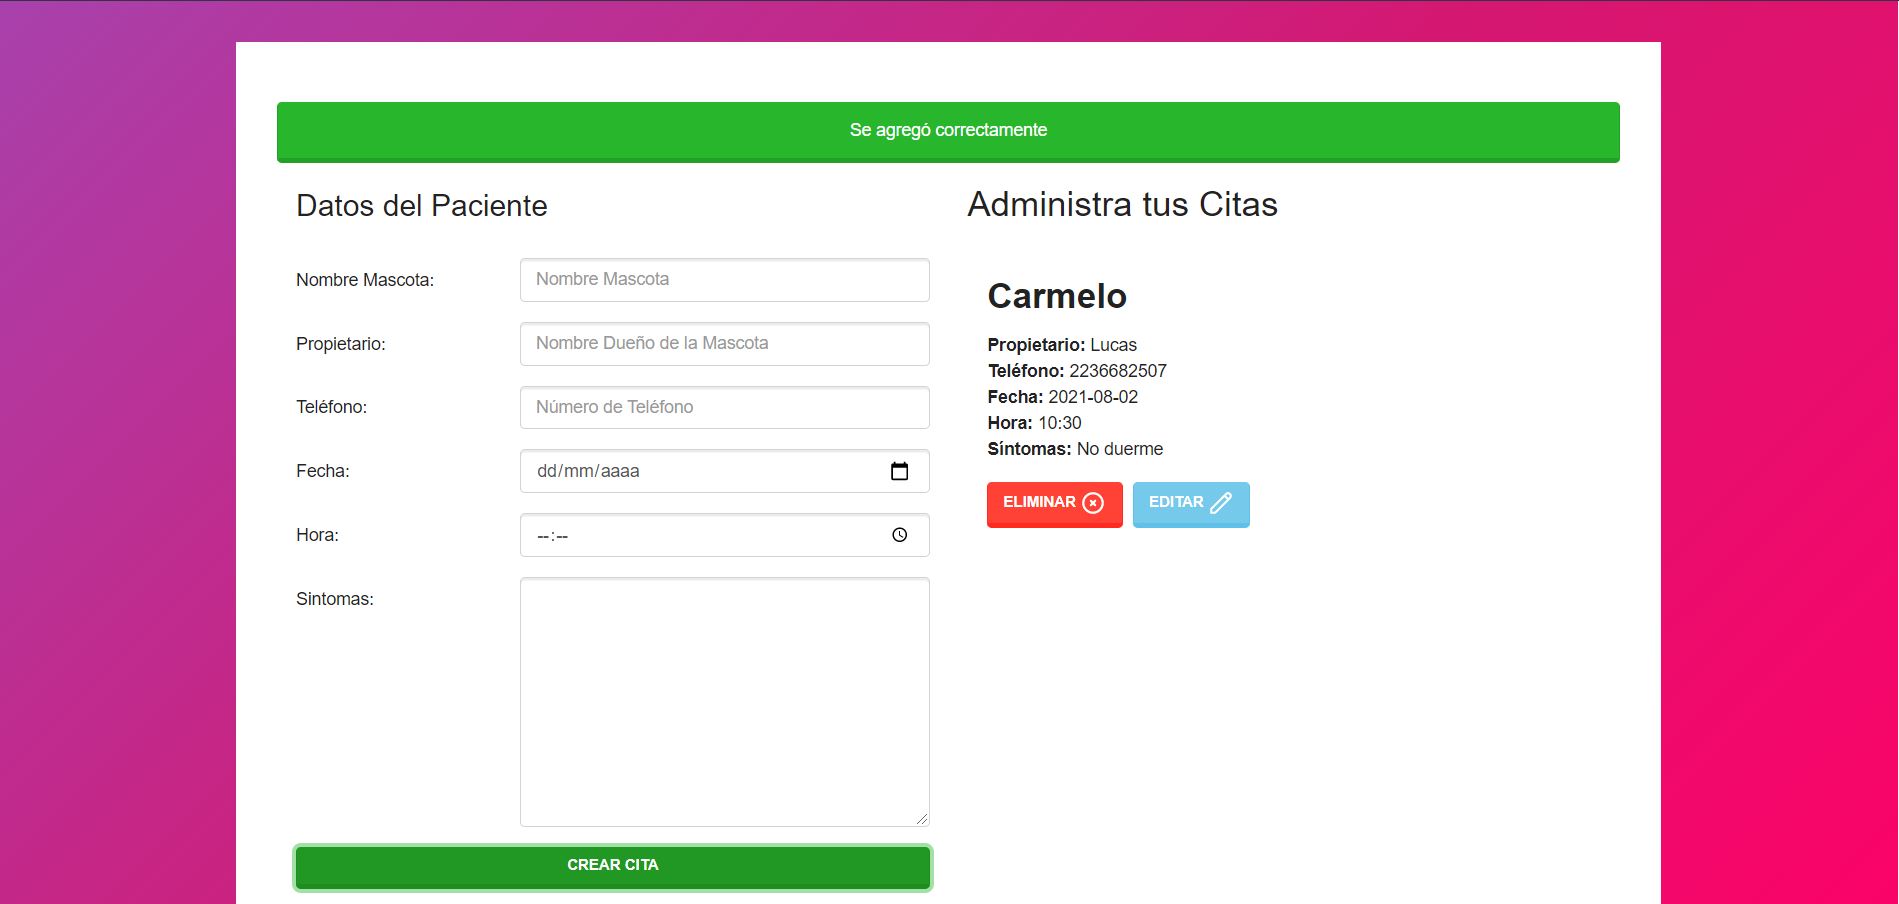 Se agregó correctamente
Datos del Paciente
Nombre Mascota:
Nombre Mascota
Propietario:
Nombre Dueño de la Mascota
Teléfono:
Número de Teléfono
Fecha:
dd/mm/aaaa
Hora:
--:--
Sintomas:
CREAR CITA
Administra tus Citas
Carmelo
Propietario: Lucas
Teléfono: 2236682507
Fecha: 2021-08-02
Hora: 10:30
Síntomas: No duerme
ELIMINAR
EDITAR